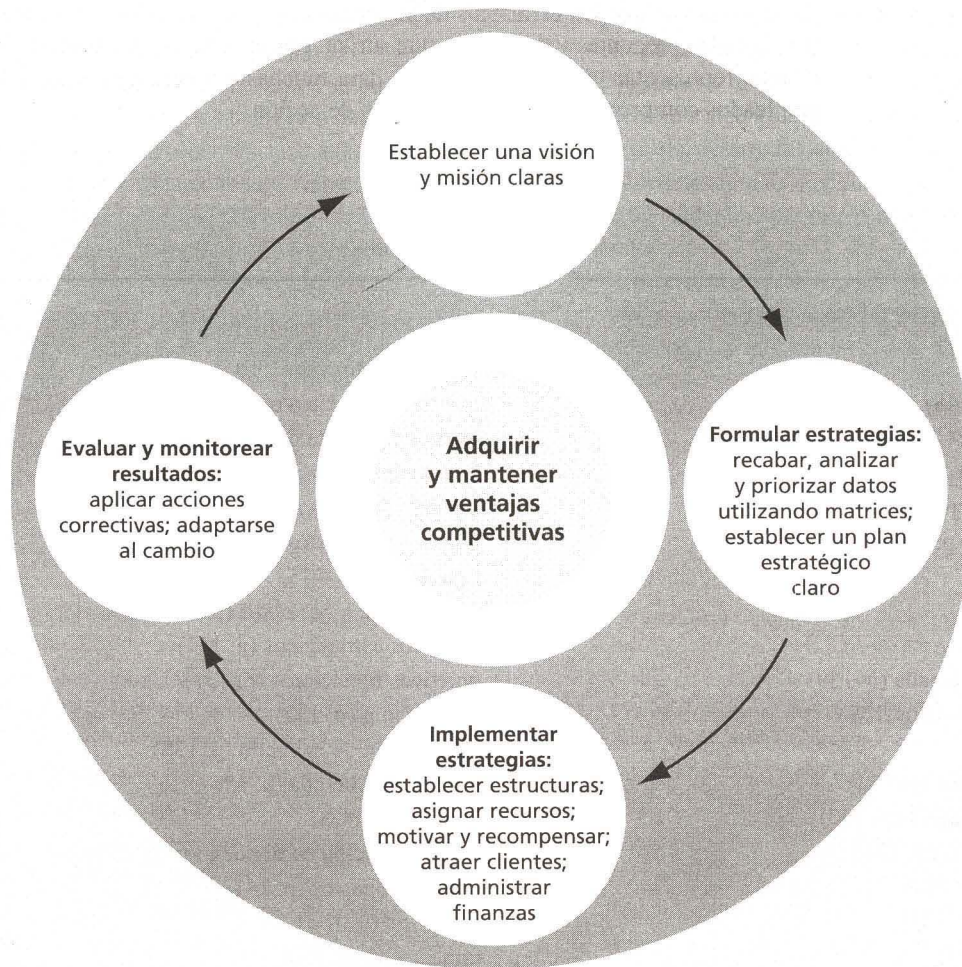 Establecer una visión
y misión claras
Formular estrategias:
recabar, analizar
y priorizar datos
utilizando matrices;
establecer un plan
estratégico
claro
Implementar
estrategias:
establecer estructuras;
asignar recursos;
motivar y recompensar;
atraer clientes;
administrar
finanzas
Evaluar y monitorear
resultados:
aplicar acciones
correctivas; adaptarse
al cambio
Adquirir
y mantener
ventajas
competitivas